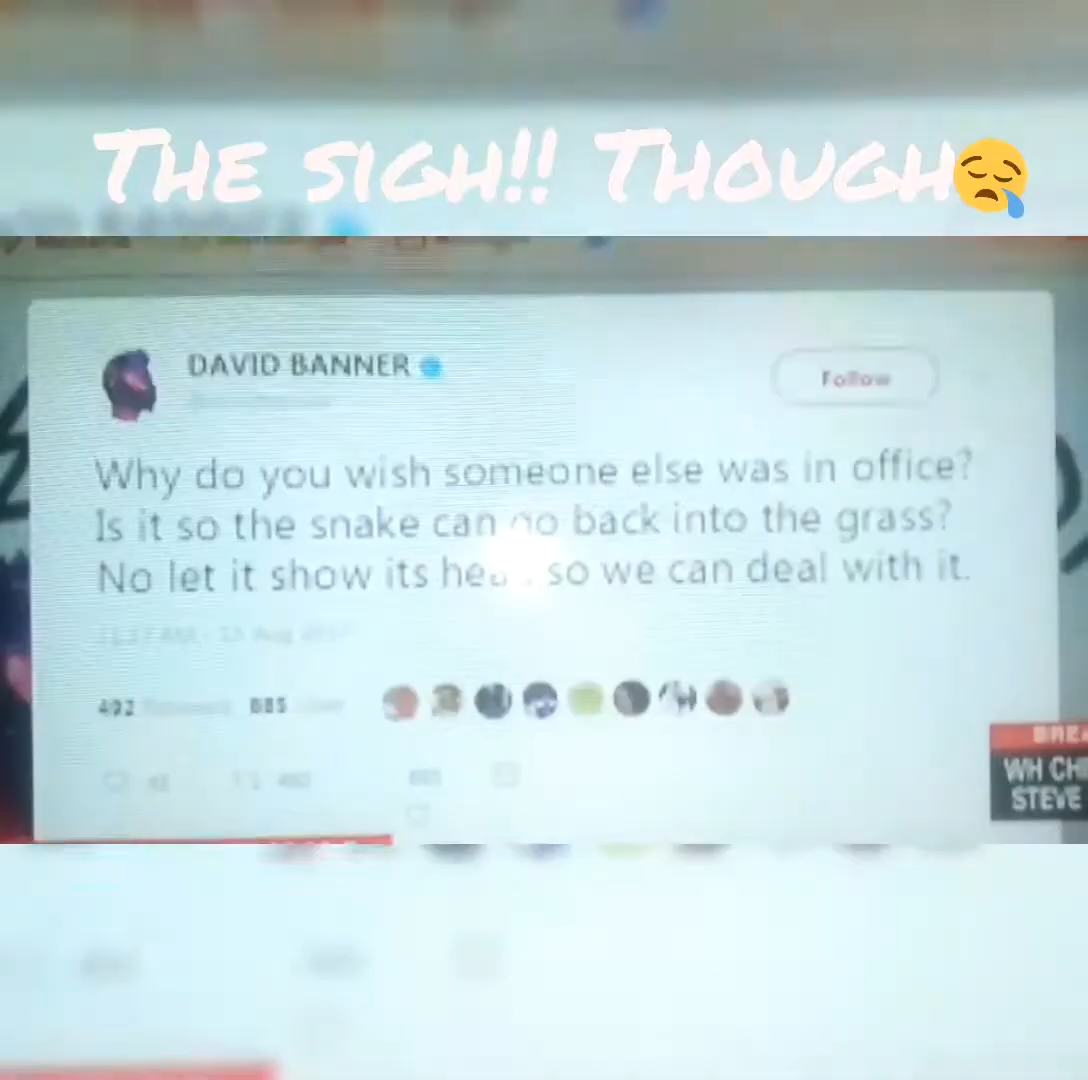 THE SIGH!! THOUGH
DAVID BANNER
Follow
Why do you wish someone else was in office?
Is it so the snake can go back into the grass?
No let it show its head so we can deal with it.
492 885
WH CH
STEVE